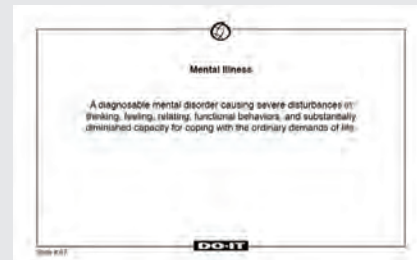 Mental Illness
A diagnosable mental disorder causing severe disturbances in
thinking, feeling, relating, functional behaviors, and substantially
diminished capacity for coping with the ordinary demands of life.
DO-IT